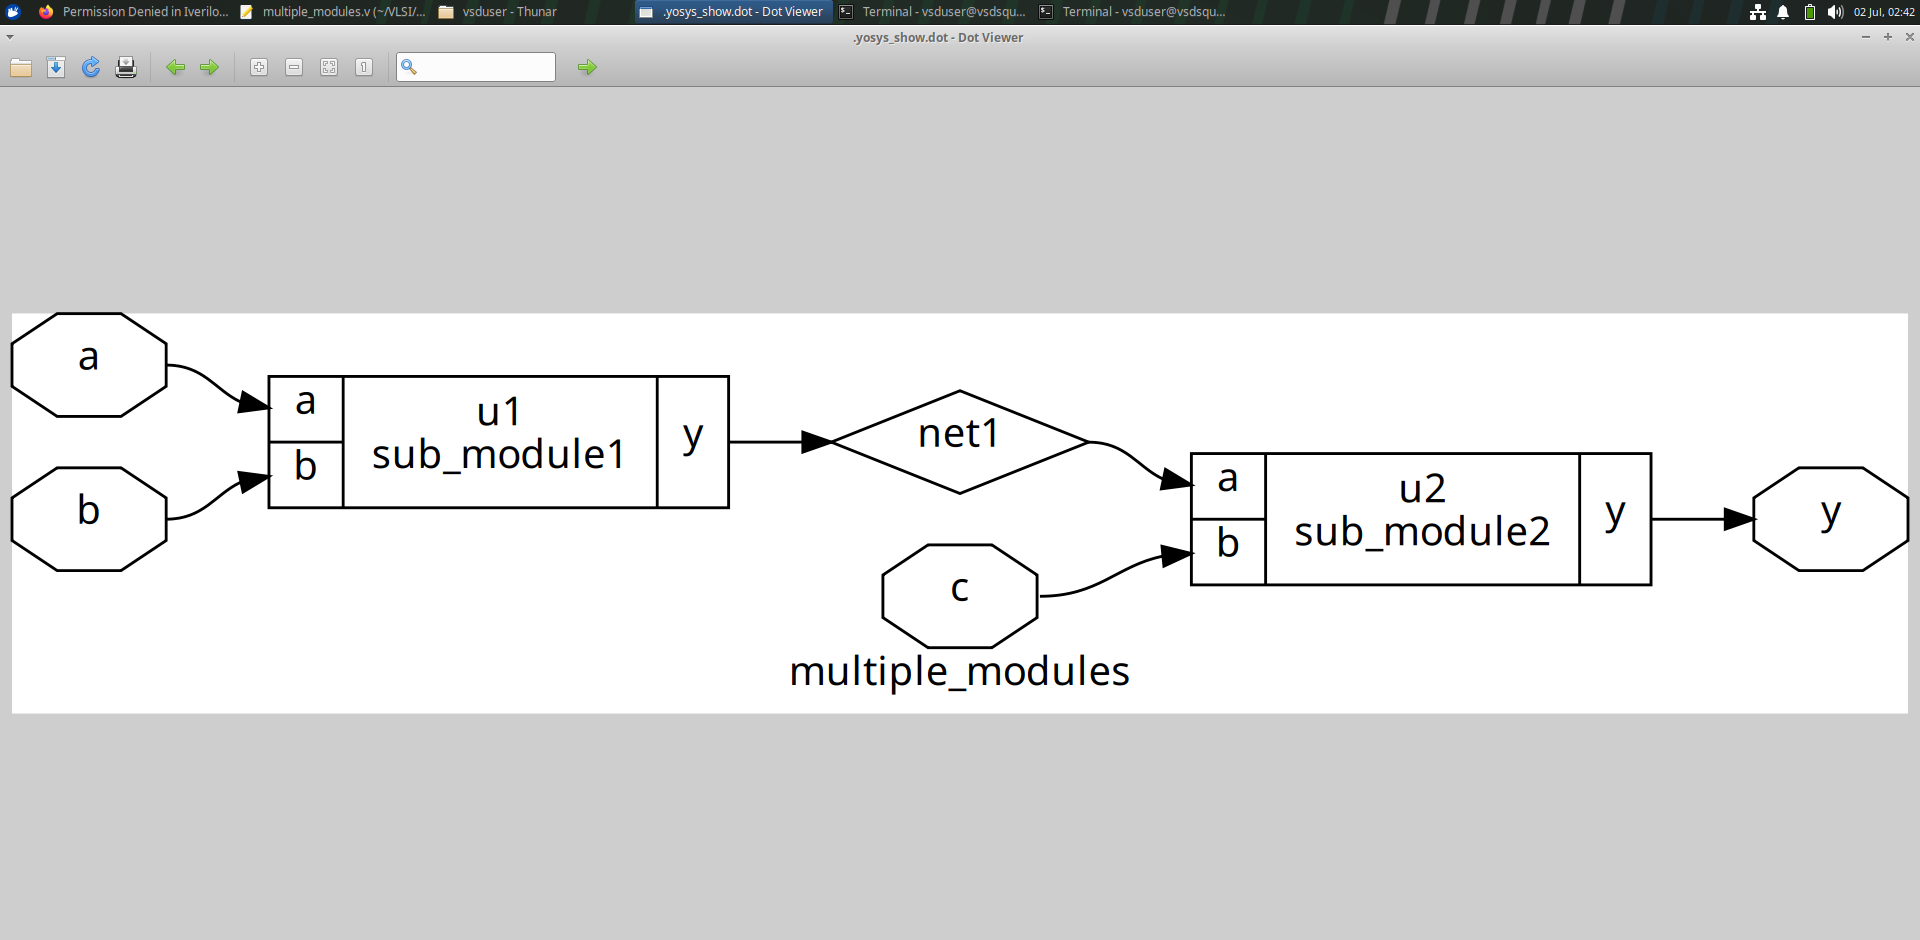 Permission Denied in Iverilo...
multiple_modules.v (~/VLSI/...
vsduser - Thunar
.yosys_show.dot - Dot Viewer
Terminal - vsduser@vsdsqu...
Terminal - vsduser@vsdsqu...
02 Jul, 02:42
.yosys_show.dot - Dot Viewer
1
a
b
a
b
u1
sub_module1
y
net1
c
a
b
u2
sub_module2
y
y
multiple_modules